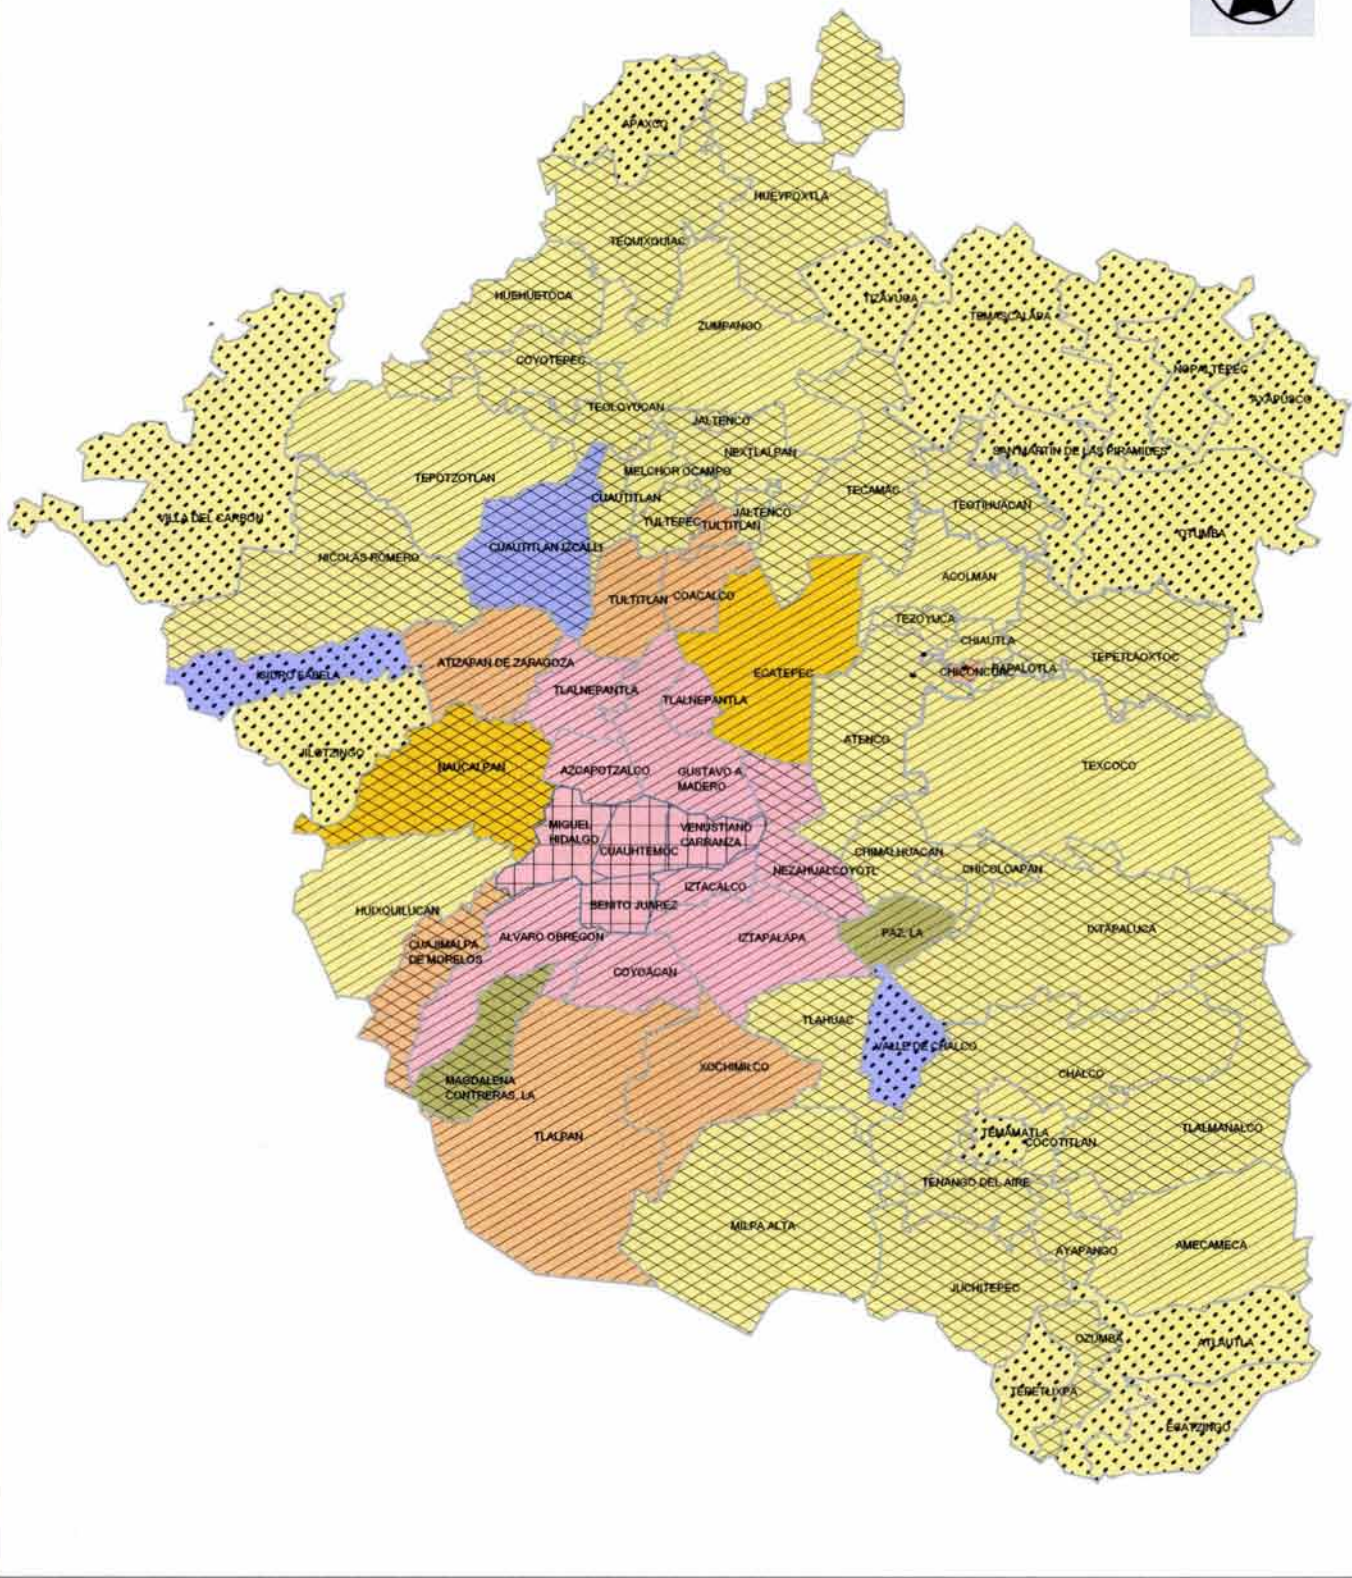 APAXCO
HUEYPOXTLA
TEQUIXQUIAC
HUEHUETOCA
TIZAYUCA
TEMASCALAPA
ZUMPANGO
COYOTEPEC
NOPALTEPEC
AXAPUSCO
TEOLOYUCAN
JALTENCO
NEXTLALPAN
SAN MARTIN DE LAS PIRAMIDES
MELCHOR OCAMPO
TEPOTZOTLAN
TECAMAC
CUAUTITLAN
TEOTIHUACAN
JALTENCO
VILLA DEL CARBON
TULTEPEC
TULTITLAN
OTUMBA
CUAUTITLAN IZCALLI
NICOLAS ROMERO
ACOLMAN
COACALCO
TULTITLAN
TEZOYUCA
CHIAUTLA
TEPETLAOXTOC
ATIZAPAN DE ZARAGOZA
PAPALOTLA
CHICONCUAC
ECATEPEC
ISIDRO FABELA
TLALNEPANTLA
TLALNEPANTLA
ATENCO
JILOTZINGO
NAUCALPAN
TEXCOCO
AZCAPOTZALCO
GUSTAVO A
MADERO
MIGUEL
HIDALGO
VENUSTIANO
CARRANZA
CUAUHTEMOC
CHIMALHUACAN
CHICOLOAPAN
NEZAHUALCOYOTL
IZTACALCO
BENITO JUAREZ
HUIXQUILUCAN
IXTAPALUCA
PAZ, LA
ALVARO OBREGON
IZTAPALAPA
CUAJIMALPA
DE MORELOS
COYOACAN
TLAHUAC
VALLE DE CHALCO
XOCHIMILCO
CHALCO
MAGDALENA
CONTRERAS, LA
TLALMANALCO
TEMAMATLA
TLALPAN
COCOTITLAN
TENANGO DEL AIRE
MILPA ALTA
AMECAMECA
AYAPANGO
JUCHITEPEC
OZUMBA
ATLAUTLA
TEPETLIXPA
ECATZINGO